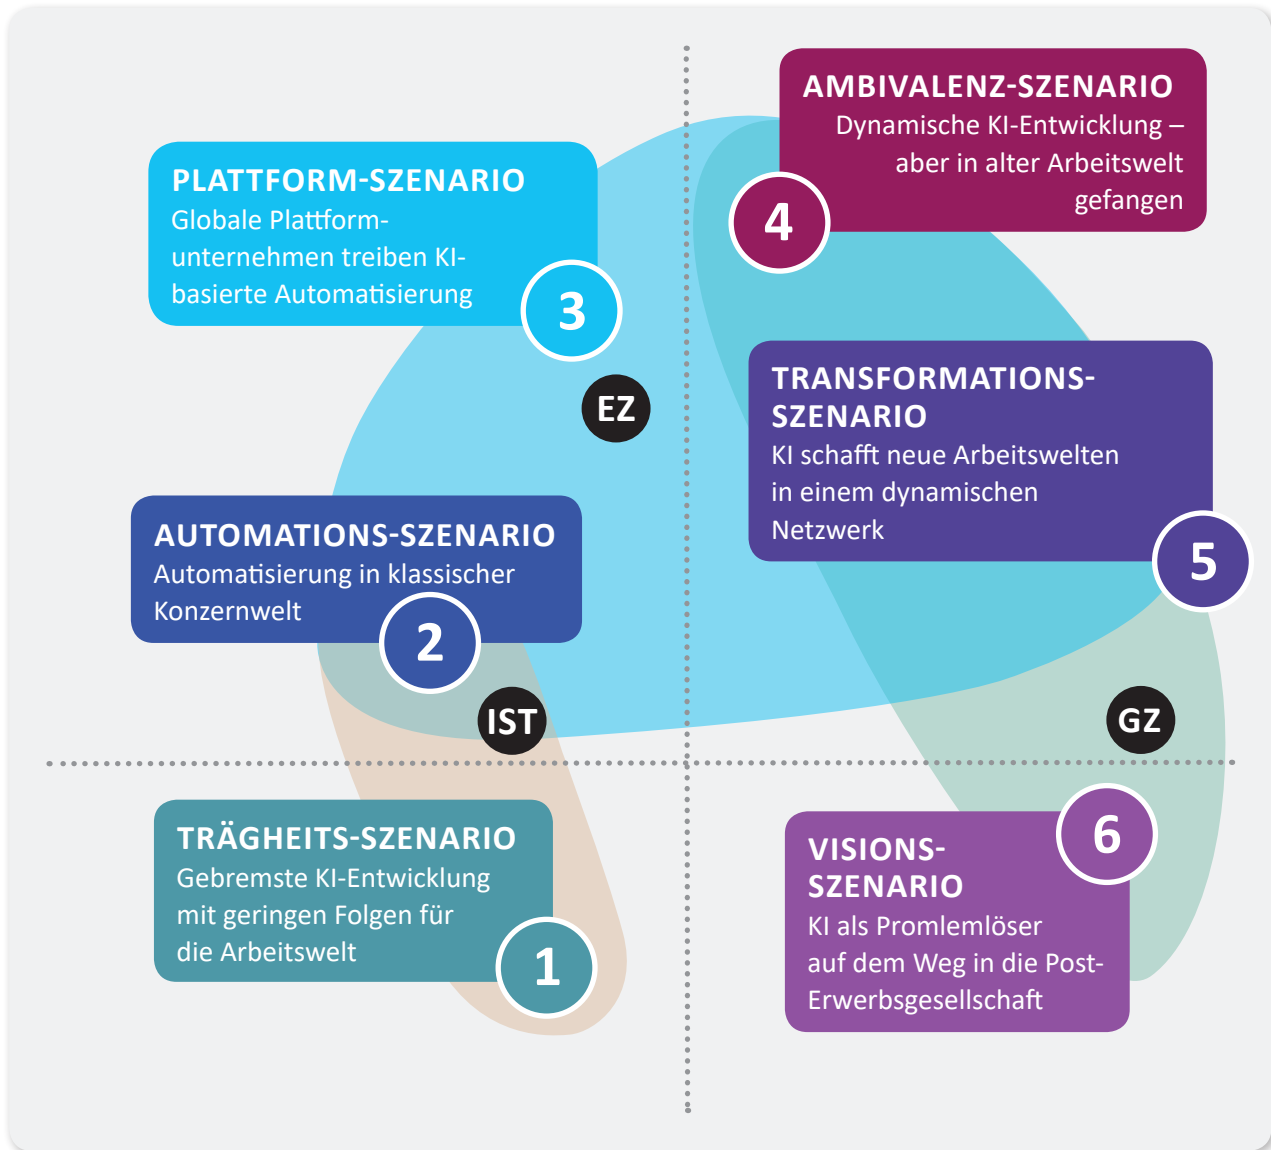 AMBIVALENZ-SZENARIO
Dynamische KI-Entwicklung –
aber in alter Arbeitswelt
gefangen
4
PLATTFORM-SZENARIO
Globale Plattform-
unternehmen treiben KI-
basierte Automatisierung
3
EZ
TRANSFORMATIONS-
SZENARIO
KI schafft neue Arbeitswelten
in einem dynamischen
Netzwerk
5
AUTOMATIONS-SZENARIO
Automatisierung in klassischer
Konzernwelt
2
IST
GZ
TRÄGHEITS-SZENARIO
Gebremste KI-Entwicklung
mit geringen Folgen für
die Arbeitswelt
1
VISIONS-
SZENARIO
KI als Promlemlöser
auf dem Weg in die Post-
Erwerbsgesellschaft
6